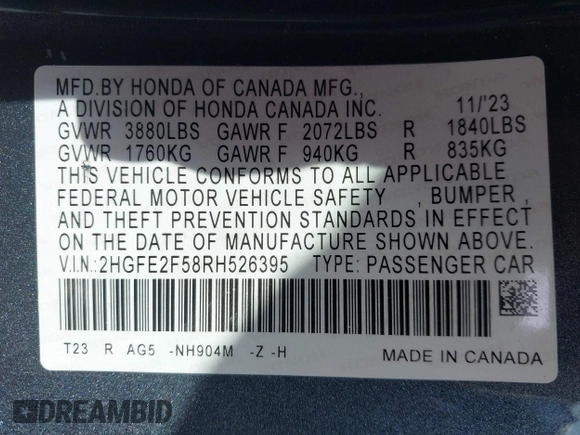 MFD.BY HONDA OF CANADA MFG.,
A DIVISION OF HONDA CANADA INC. 11/'23
GVWR 3880LBS GAWR F 2072LBS R 1840LBS
GVWR 1760KG GAWR F 940KG R 835KG
THIS VEHICLE CONFORMS TO ALL APPLICABLE
FEDERAL MOTOR VEHICLE SAFETY , BUMPER ,
AND THEFT PREVENTION STANDARDS IN EFFECT
ON THE DATE OF MANUFACTURE SHOWN ABOVE.
V.I.N.:2HGFE2F58RH526395 TYPE: PASSENGER CAR
T23 R AG5 -NH904M -Z -H MADE IN CANADA
DREAMBID